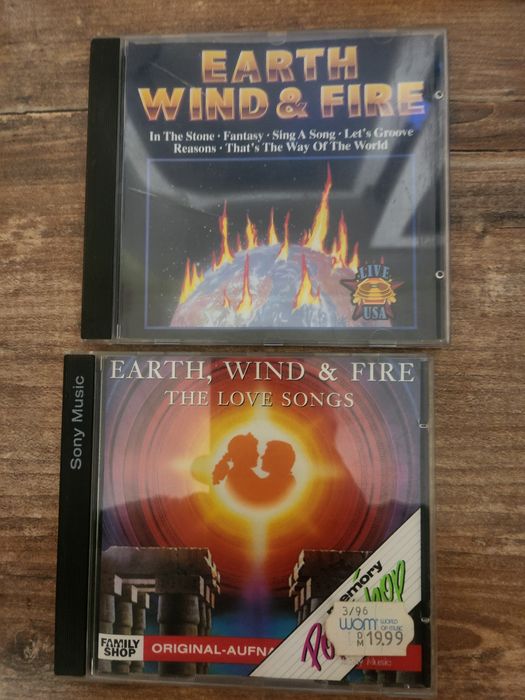 EARTH
WIND & FIRE
In The Stone · Fantasy · Sing A Song · Let's Groove
Reasons · That's The Way Of The World
LIVE
USA
Sony Music
EARTH, WIND & FIRE
THE LOVE SONGS
memory
3/96
wom WORLD OF MUSIC
DM 19.99
FAMILY
SHOP
ORIGINAL-AUFNA
Music